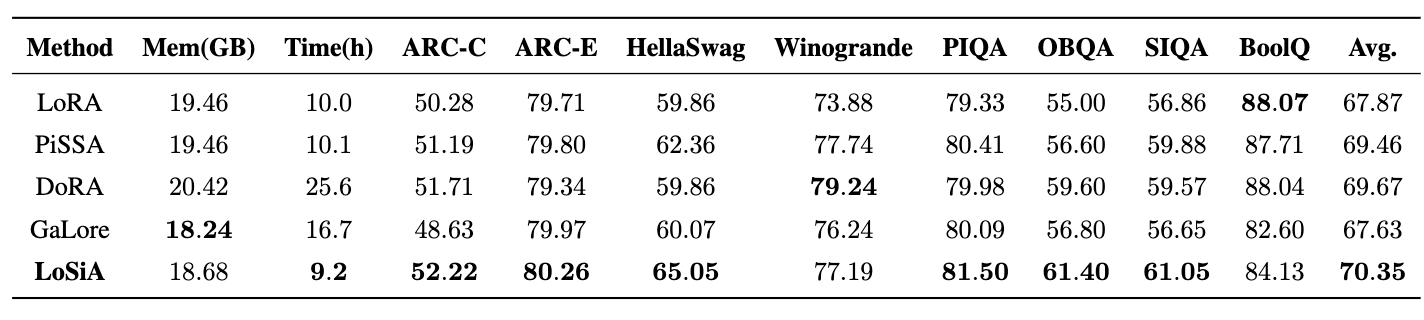 Method Mem(GB) Time(h) ARC-C ARC-E HellaSwag Winogrande PIQA OBQA SIQA BoolQ Avg.
LoRA 19.46 10.0 50.28 79.71 59.86 73.88 79.33 55.00 56.86 88.07 67.87
PiSSA 19.46 10.1 51.19 79.80 62.36 77.74 80.41 56.60 59.88 87.71 69.46
DoRA 20.42 25.6 51.71 79.34 59.86 79.24 79.98 59.60 59.57 88.04 69.67
GaLore 18.24 16.7 48.63 79.97 60.07 76.24 80.09 56.80 56.65 82.60 67.63
LoSiA 18.68 9.2 52.22 80.26 65.05 77.19 81.50 61.40 61.05 84.13 70.35